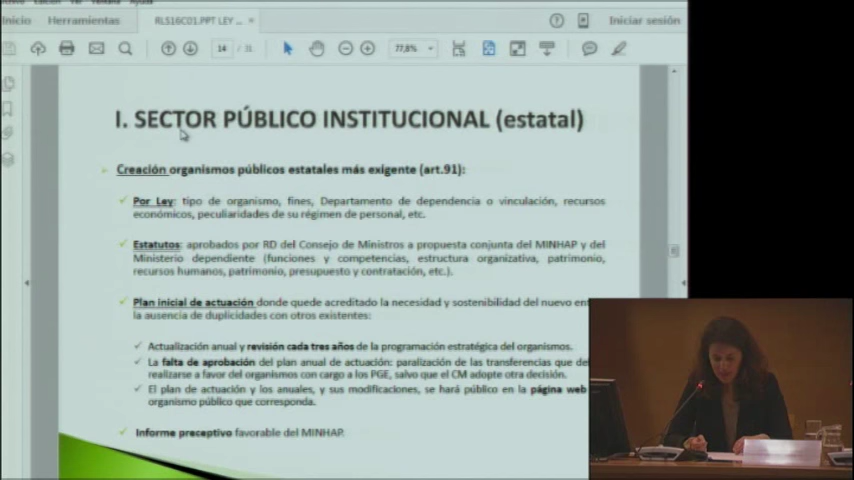 Inicio Herramientas RLS16C01.PPT LEY ... × Iniciar sesión
14 / 31 77,8%
I. SECTOR PÚBLICO INSTITUCIONAL (estatal)
Creación organismos públicos estatales más exigente (art.91):
Por Ley: tipo de organismo, fines, Departamento de dependencia o vinculación, recursos
económicos, peculiaridades de su régimen de personal, etc.
Estatutos: aprobados por RD del Consejo de Ministros a propuesta conjunta del MINHAP y del
Ministerio dependiente (funciones y competencias, estructura organizativa, patrimonio,
recursos humanos, patrimonio, presupuesto y contratación, etc.).
Plan inicial de actuación donde quede acreditado la necesidad y sostenibilidad del nuevo
la ausencia de duplicidades con otros existentes:
Actualización anual y revisión cada tres años de la programación estratégica del organismos.
La falta de aprobación del plan anual de actuación: paralización de las transferencias que
realizarse a favor del organismos con cargo a los PGE, salvo que el CM adopte otra decisión.
El plan de actuación y los anuales, y sus modificaciones, se hará público en la página web
organismo público que corresponda.
Informe preceptivo favorable del MINHAP.